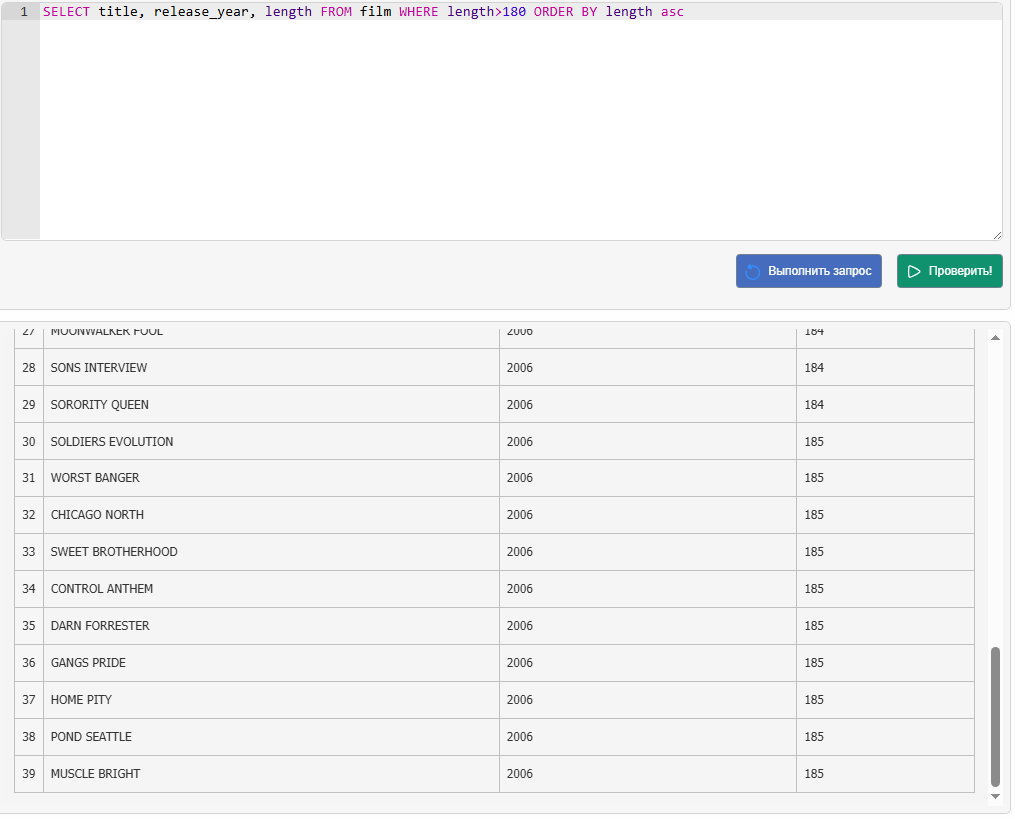 1 SELECT title, release_year, length FROM film WHERE length>180 ORDER BY length asc
Выполнить запрос Проверить!
27 MOONWALKER FOOL 2006 184
28 SONS INTERVIEW 2006 184
29 SORORITY QUEEN 2006 184
30 SOLDIERS EVOLUTION 2006 185
31 WORST BANGER 2006 185
32 CHICAGO NORTH 2006 185
33 SWEET BROTHERHOOD 2006 185
34 CONTROL ANTHEM 2006 185
35 DARN FORRESTER 2006 185
36 GANGS PRIDE 2006 185
37 HOME PITY 2006 185
38 POND SEATTLE 2006 185
39 MUSCLE BRIGHT 2006 185